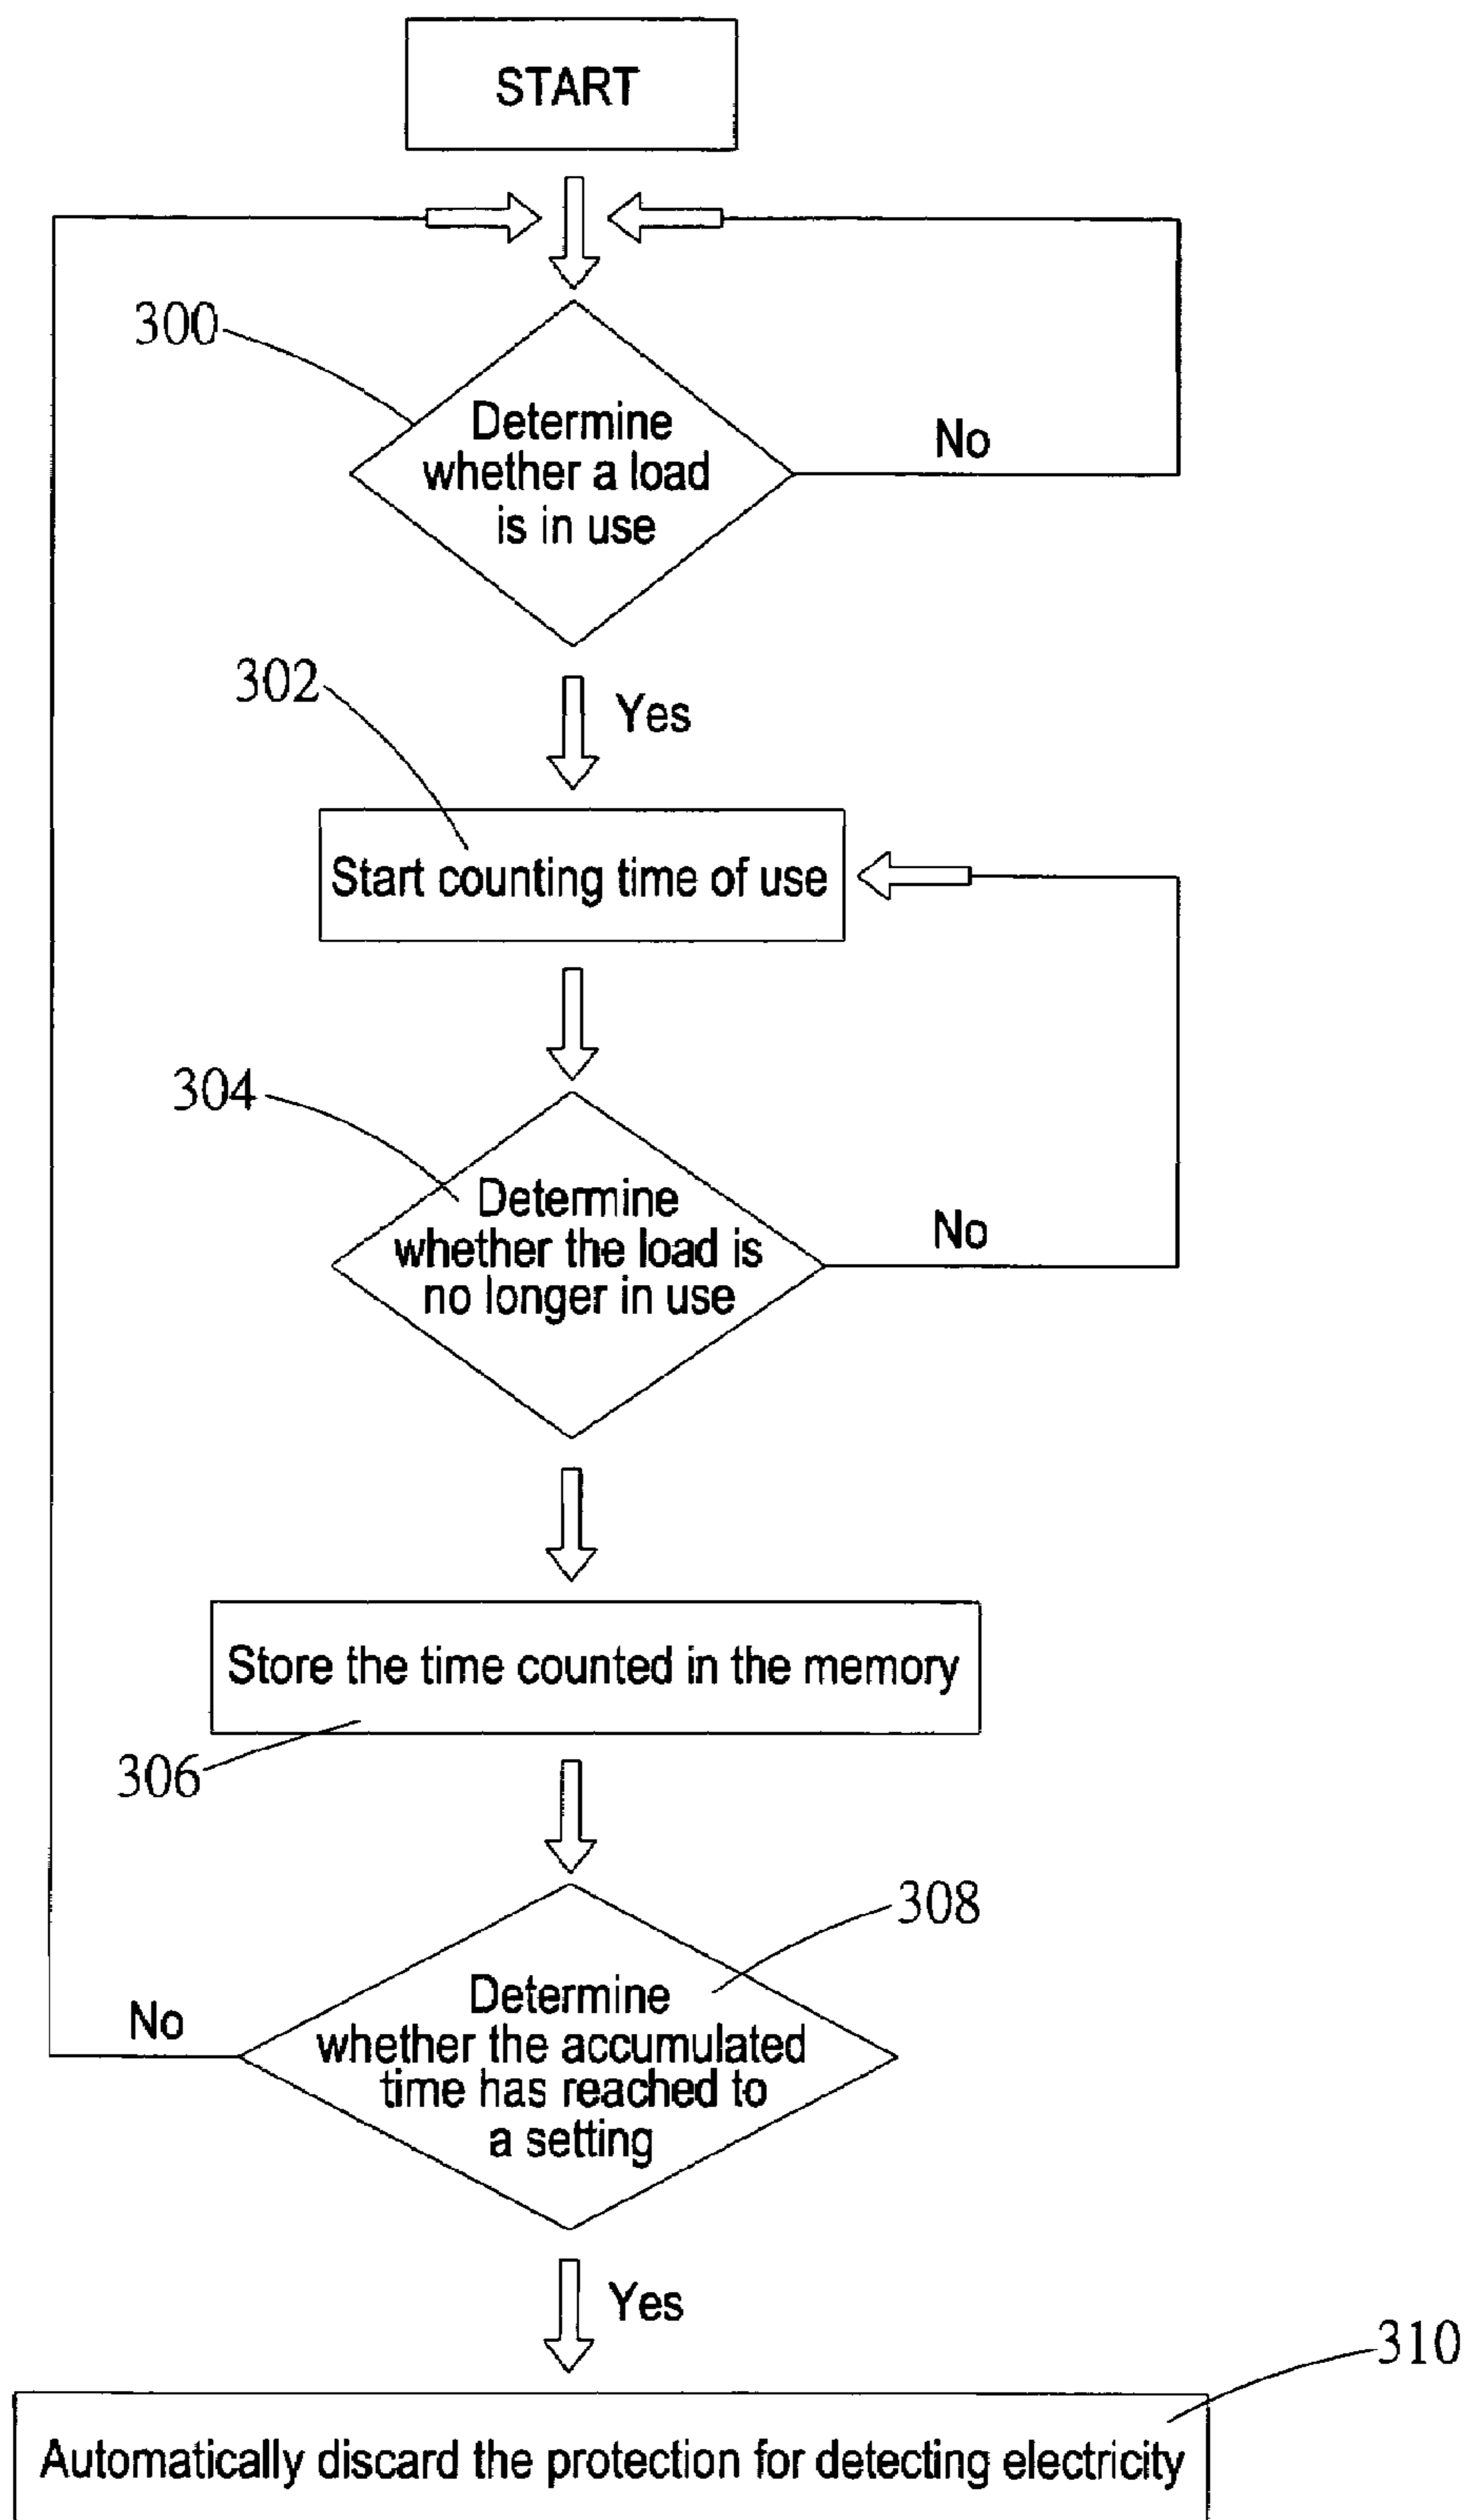 START
300
Determine
whether a load
is in use
No
302
Yes
Start counting time of use
304
Determine
whether the load is
no longer in use
No
Store the time counted in the memory
306
308
Determine
whether the accumulated
time has reached to
a setting
No
Yes
310
Automatically discard the protection for detecting electricity